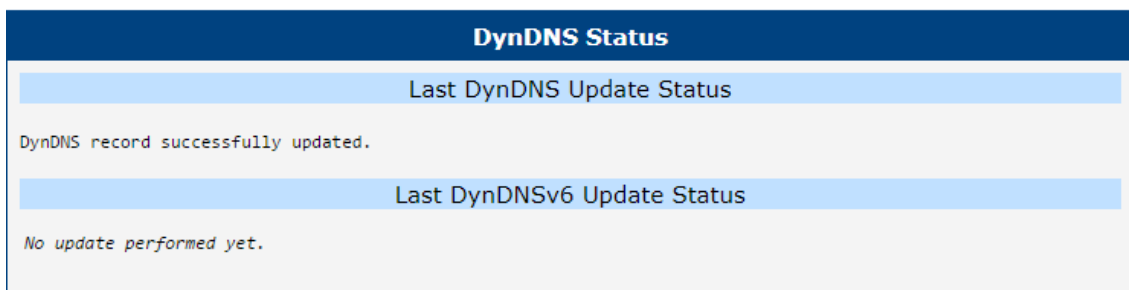 DynDNS Status
Last DynDNS Update Status
DynDNS record successfully updated.
Last DynDNSv6 Update Status
No update performed yet.